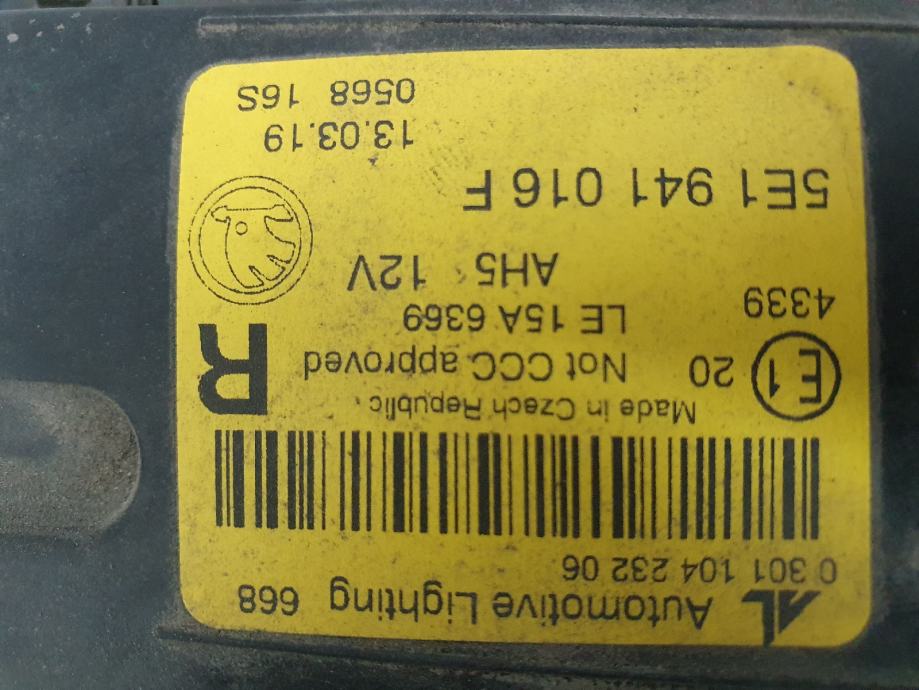 AL Automotive Lighting 668
0 301 104 232 06
Made in Czech Republic
E1 20 Not CCC approved R
4339 LE 15A 6369
AH5 12V
5E1 941 016 F
13.03.19
0568 16S